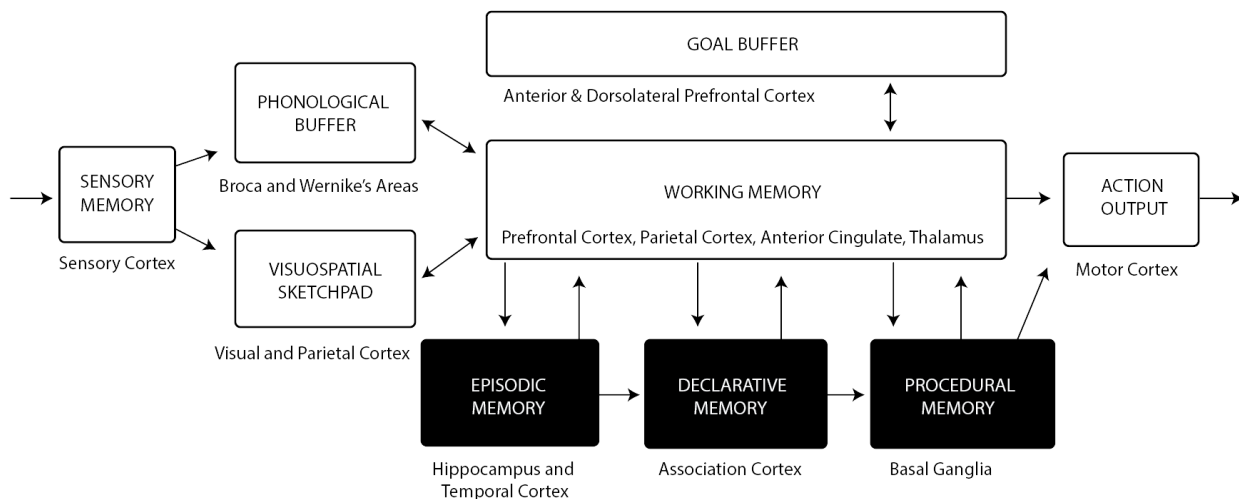 GOAL BUFFER
Anterior & Dorsolateral Prefrontal Cortex
PHONOLOGICAL
BUFFER
Broca and Wernike's Areas
SENSORY
MEMORY
Sensory Cortex
VISUOSPATIAL
SKETCHPAD
Visual and Parietal Cortex
WORKING MEMORY
Prefrontal Cortex, Parietal Cortex, Anterior Cingulate, Thalamus
ACTION
OUTPUT
Motor Cortex
EPISODIC
MEMORY
Hippocampus and
Temporal Cortex
DECLARATIVE
MEMORY
Association Cortex
PROCEDURAL
MEMORY
Basal Ganglia